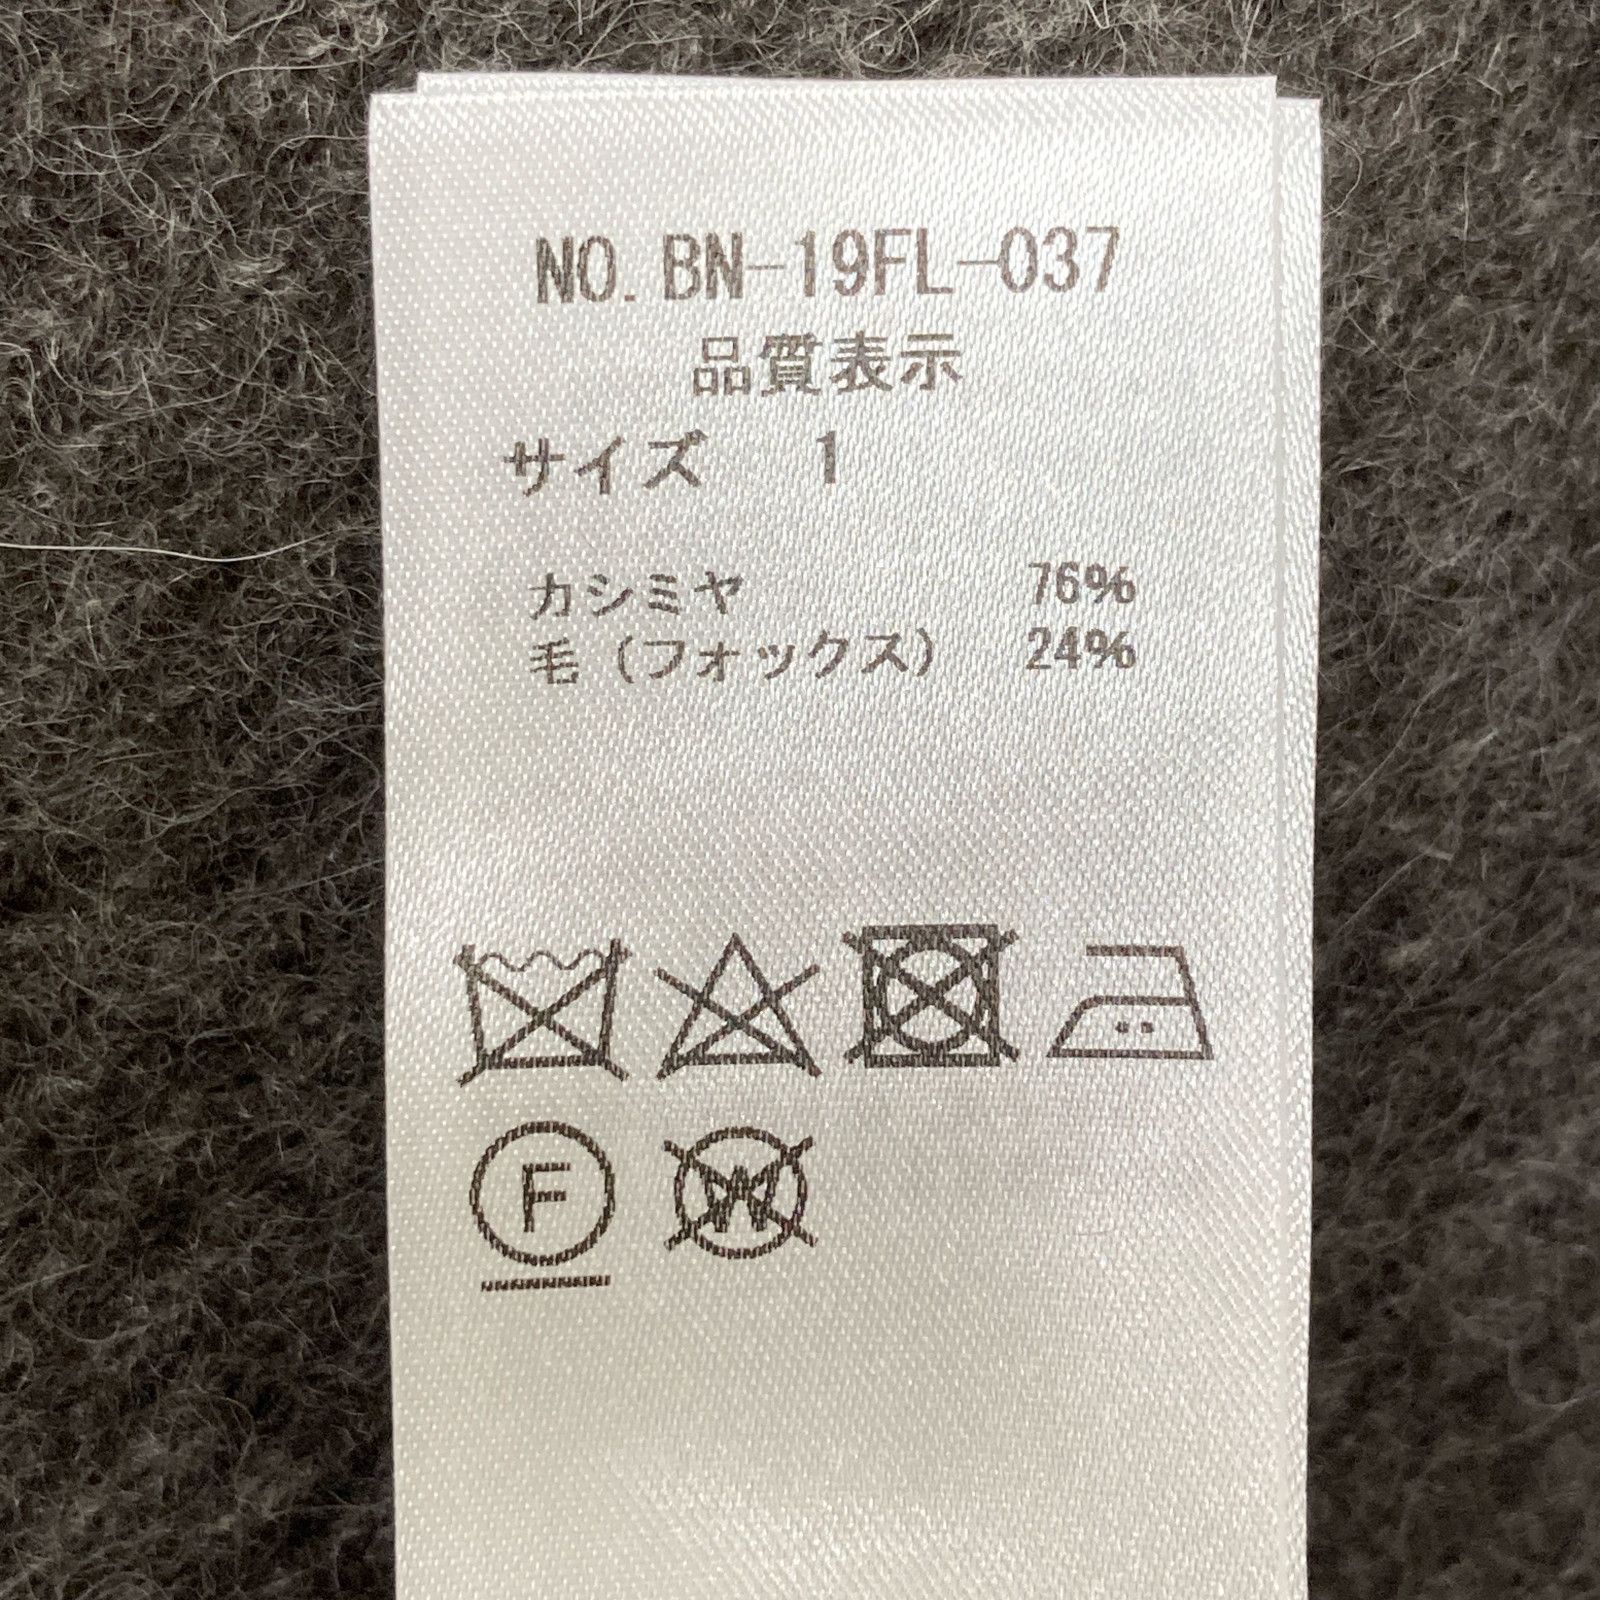 NO.BN-19FL-037
品質表示
サイズ 1
カシミヤ 76%
毛(フォックス) 24%
F
W